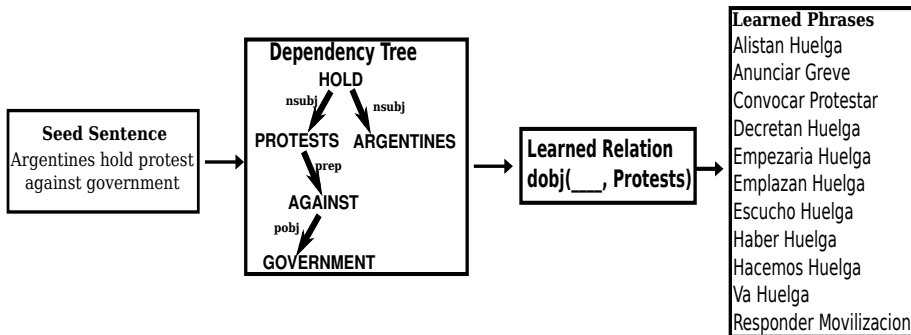 Seed Sentence
Argentines hold protest
against government
Dependency Tree
HOLD
nsubj
nsubj
PROTESTS
ARGENTINES
prep
AGAINST
pobj
GOVERNMENT
Learned Relation
dobj(___, Protests)
Learned Phrases
Alistan Huelga
Anunciar Greve
Convocar Protestar
Decretan Huelga
Empezaria Huelga
Emplazan Huelga
Escucho Huelga
Haber Huelga
Hacemos Huelga
Va Huelga
Responder Movilizacion